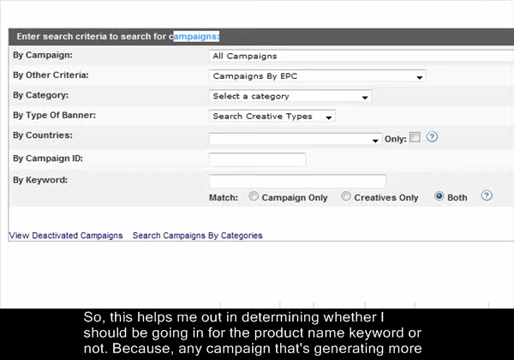 Enter search criteria to search for campaigns:
By Campaign: All Campaigns
By Other Criteria: Campaigns By EPC
By Category: Select a category
By Type Of Banner: Search Creative Types
By Countries: Only: ?
By Campaign ID:
By Keyword:
Match: Campaign Only Creatives Only Both ?
View Deactivated Campaigns Search Campaigns By Categories
So, this helps me out in determining whether I
should be going in for the product name keyword or
not. Because, any campaign that's generating more